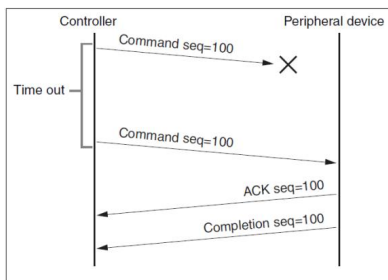 Controller
Peripheral device
Command seq=100
Time out
Command seq=100
ACK seq=100
Completion seq=100